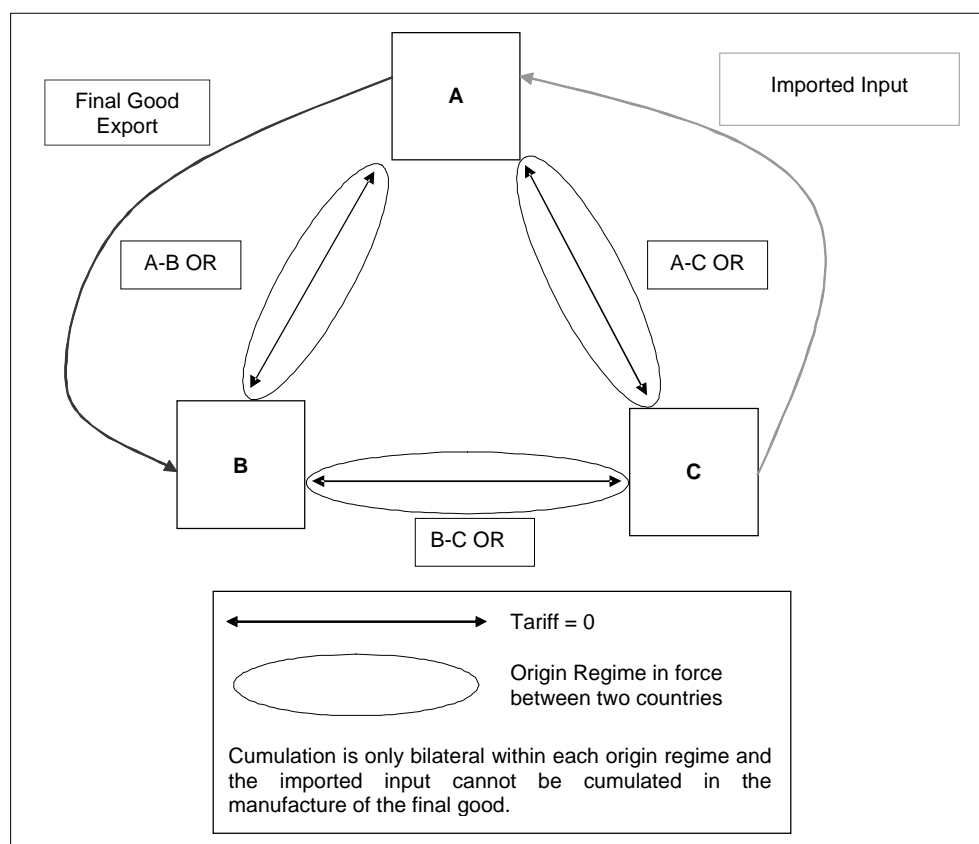 A
Final Good
Export
Imported Input
A-B OR
A-C OR
B
C
B-C OR
Tariff = 0
Origin Regime in force
between two countries
Cumulation is only bilateral within each origin regime and
the imported input cannot be cumulated in the
manufacture of the final good.